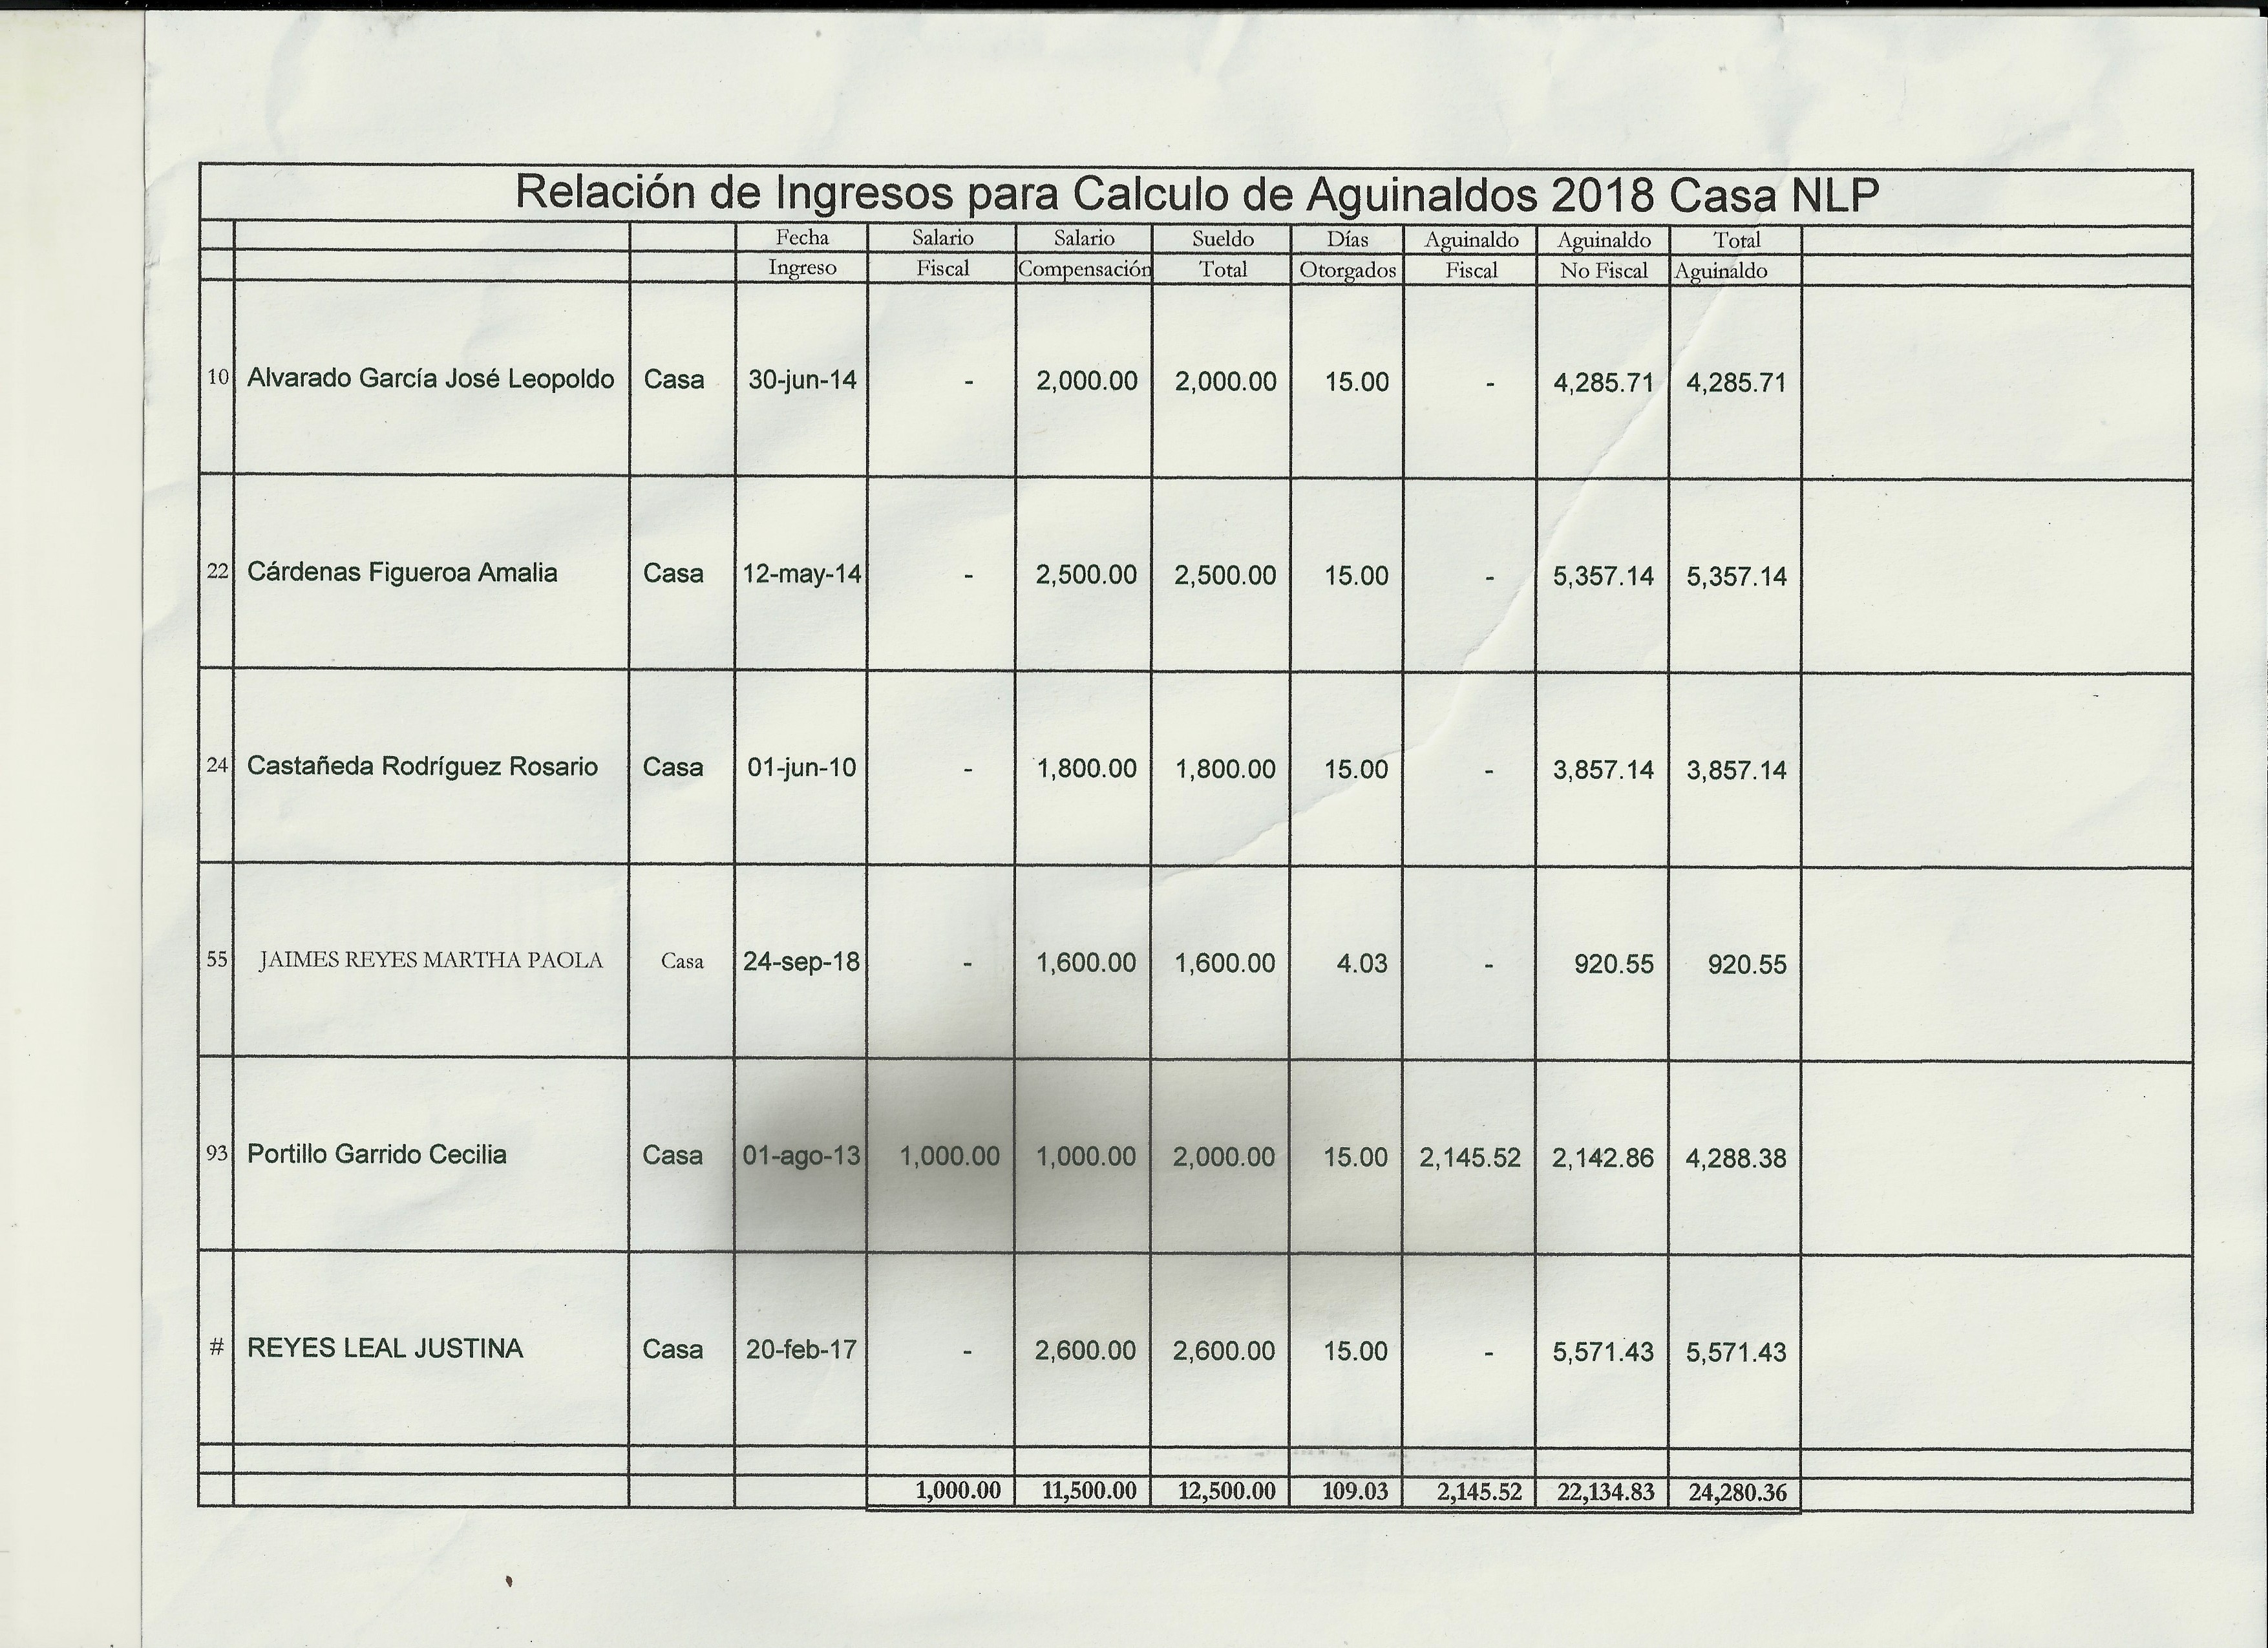 Relación de Ingresos para Calculo de Aguinaldos 2018 Casa NLP
Fecha Salario Salario Sueldo Días Aguinaldo Aguinaldo Total
Ingreso Fiscal Compensación Total Otorgados Fiscal No Fiscal Aguinaldo
10 Alvarado García José Leopoldo Casa 30-jun-14 - 2,000.00 2,000.00 15.00 - 4,285.71 4,285.71
22 Cárdenas Figueroa Amalia Casa 12-may-14 - 2,500.00 2,500.00 15.00 - 5,357.14 5,357.14
24 Castañeda Rodríguez Rosario Casa 01-jun-10 - 1,800.00 1,800.00 15.00 - 3,857.14 3,857.14
55 JAIMES REYES MARTHA PAOLA Casa 24-sep-18 - 1,600.00 1,600.00 4.03 - 920.55 920.55
93 Portillo Garrido Cecilia Casa 01-ago-13 1,000.00 1,000.00 2,000.00 15.00 2,145.52 2,142.86 4,288.38
# REYES LEAL JUSTINA Casa 20-feb-17 - 2,600.00 2,600.00 15.00 - 5,571.43 5,571.43
1,000.00 11,500.00 12,500.00 109.03 2,145.52 22,134.83 24,280.36